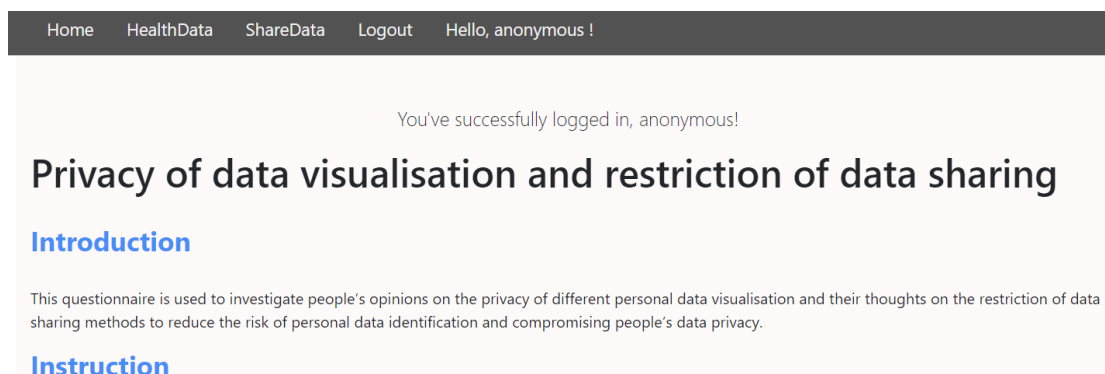 Home HealthData ShareData Logout Hello, anonymous !
You've successfully logged in, anonymous!
Privacy of data visualisation and restriction of data sharing
Introduction
This questionnaire is used to investigate people's opinions on the privacy of different personal data visualisation and their thoughts on the restriction of data
sharing methods to reduce the risk of personal data identification and compromising people's data privacy.
Instruction